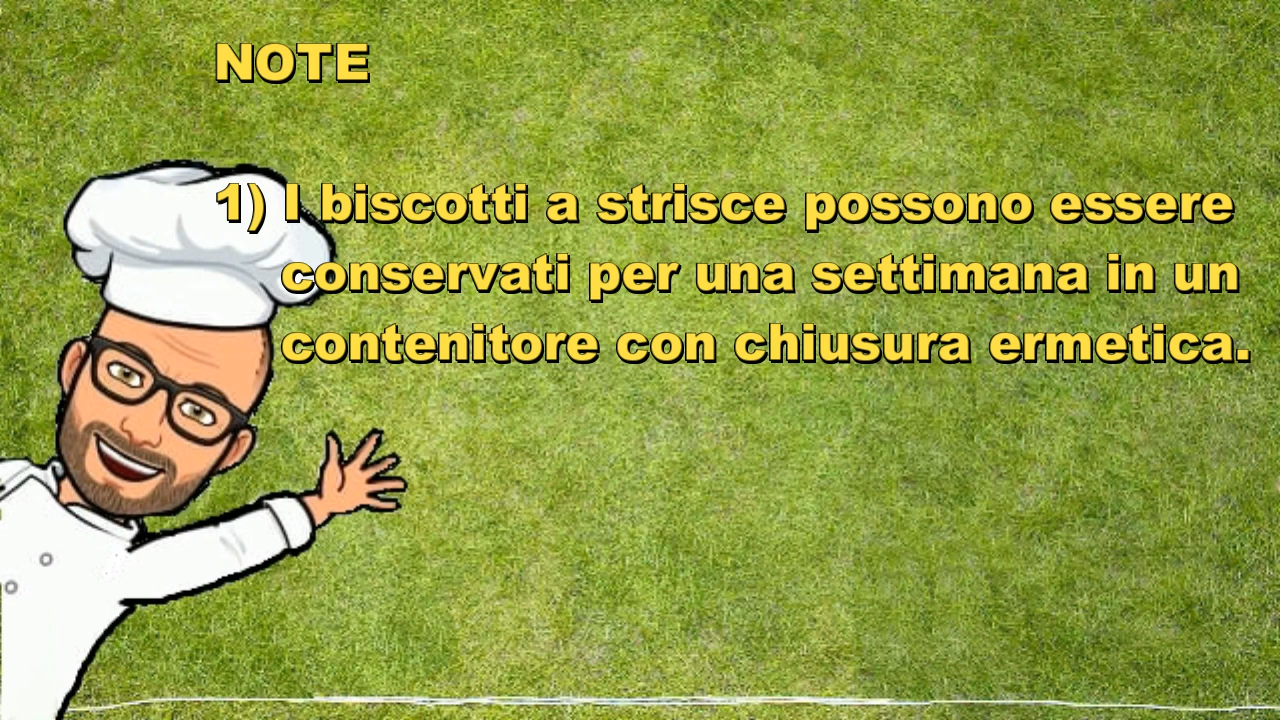 NOTE
1) I biscotti a strisce possono essere
conservati per una settimana in un
contenitore con chiusura ermetica.